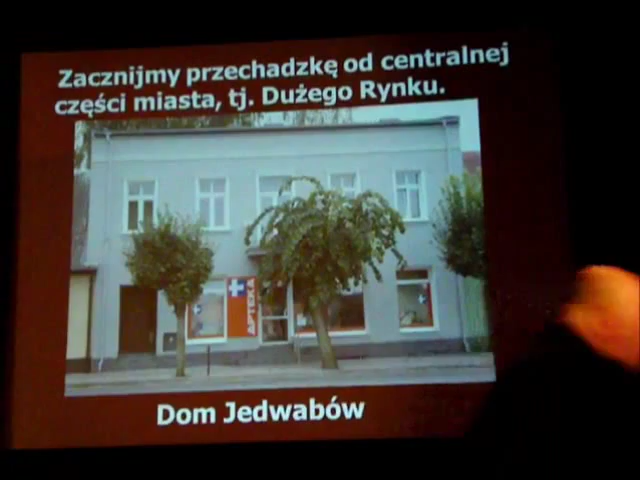 Zacznijmy przechadzkę od centralnej
części miasta, tj. Dużego Rynku.
APTEKA
Dom Jedwabów